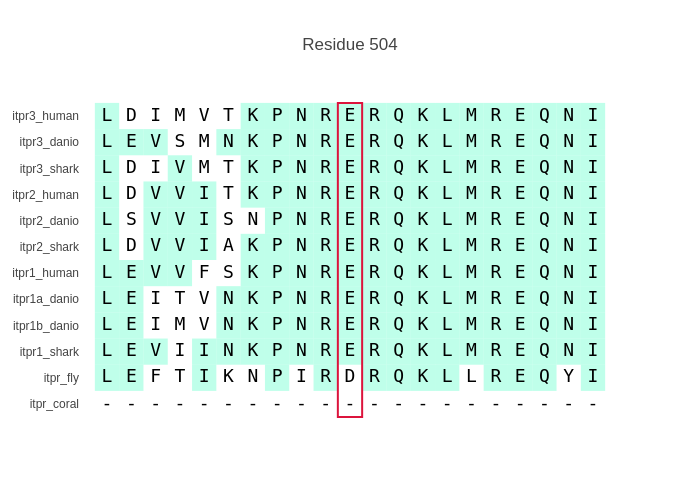 Residue 504
itpr3_human L D I M V T K P N R E R Q K L M R E Q N I
itpr3_danio L E V S M N K P N R E R Q K L M R E Q N I
itpr3_shark L D I V M T K P N R E R Q K L M R E Q N I
itpr2_human L D V V I T K P N R E R Q K L M R E Q N I
itpr2_danio L S V V I S N P N R E R Q K L M R E Q N I
itpr2_shark L D V V I A K P N R E R Q K L M R E Q N I
itpr1_human L E V V F S K P N R E R Q K L M R E Q N I
itpr1a_danio L E I T V N K P N R E R Q K L M R E Q N I
itpr1b_danio L E I M V N K P N R E R Q K L M R E Q N I
itpr1_shark L E V I I N K P N R E R Q K L M R E Q N I
itpr_fly L E F T I K N P I R D R Q K L L R E Q Y I
itpr_coral - - - - - - - - - - - - - - - - - - - - -